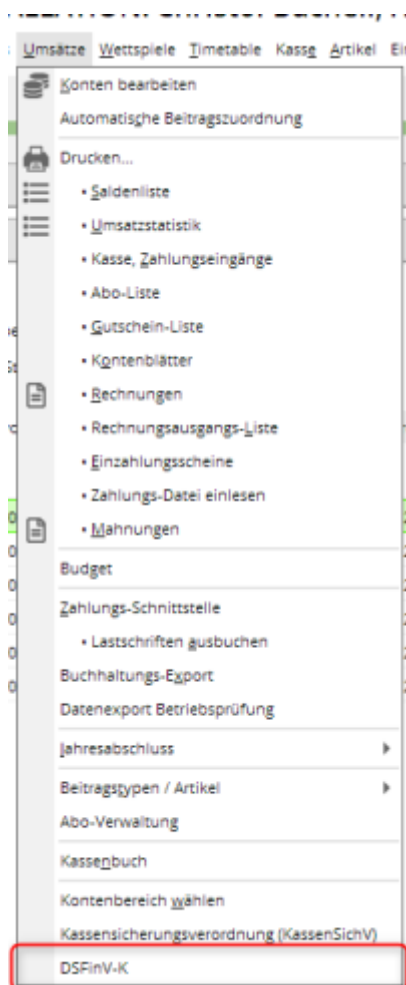 Umsätze Wettspiele Timetable Kasse Artikel
Konten bearbeiten
Automatische Beitragszuordnung
Drucken...
• Saldenliste
• Umsatzstatistik
• Kasse, Zahlungseingänge
• Abo-Liste
• Gutschein-Liste
• Kontenblätter
• Rechnungen
• Rechnungsausgangs-Liste
• Einzahlungsscheine
• Zahlungs-Datei einlesen
• Mahnungen
Budget
Zahlungs-Schnittstelle
• Lastschriften ausbuchen
Buchhaltungs-Export
Datenexport Betriebsprüfung
Jahresabschluss
Beitragstypen / Artikel
Abo-Verwaltung
Kassenbuch
Kontenbereich wählen
Kassensicherungsverordnung (KassenSichV)
DSFinV-K